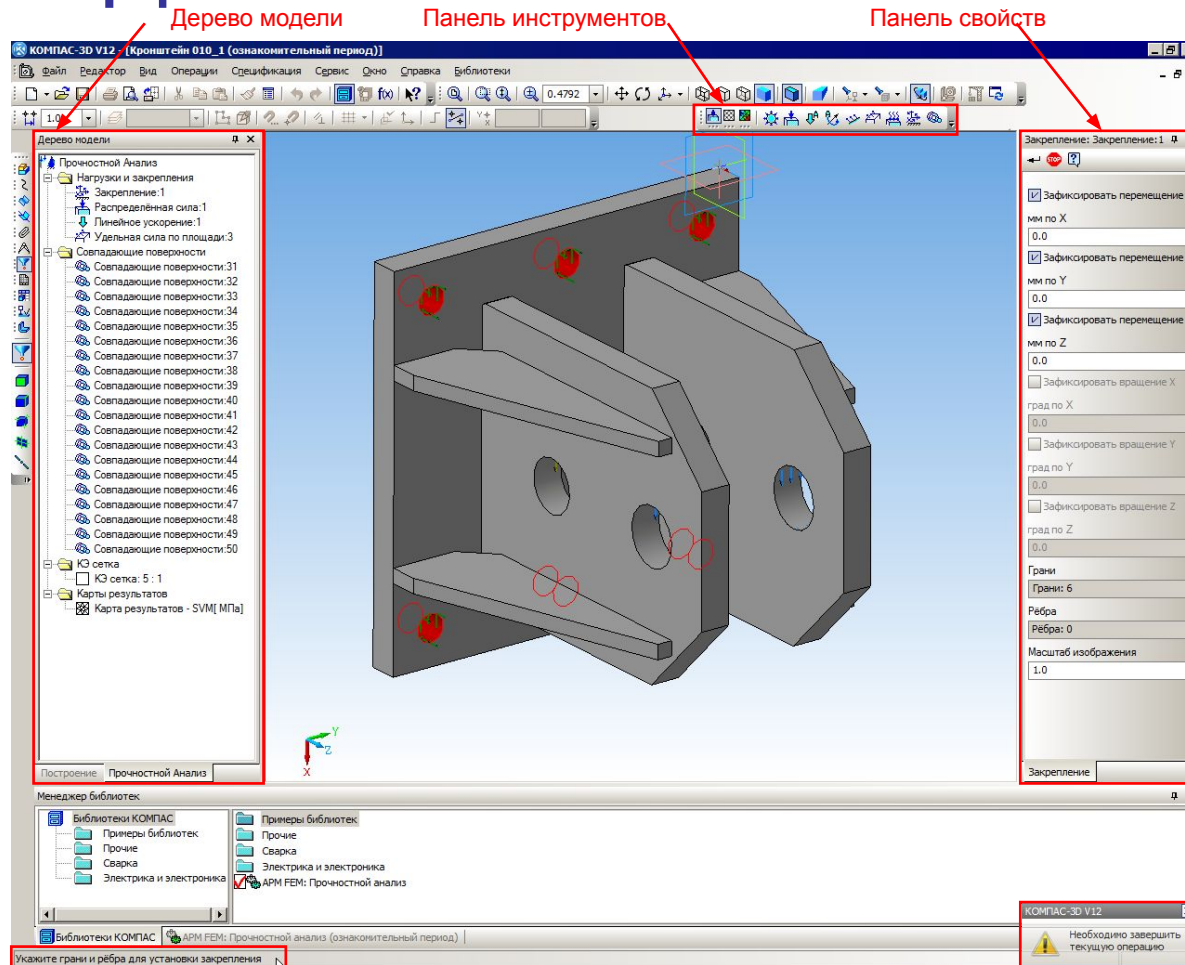 Дерево модели
Панель инструментов
Панель свойств
КОМПАС-3D V12 - [Кронштейн 010_1 (ознакомительный период)]
Файл Редактор Вид Операции Спецификация Сервис Окно Справка Библиотеки
0.4792
Дерево модели
Прочностной Анализ
Нагрузки и закрепления
Закрепление:1
Распределённая сила:1
Линейное ускорение:1
Удельная сила по площади:3
Совпадающие поверхности
Совпадающие поверхности:31
Совпадающие поверхности:32
Совпадающие поверхности:33
Совпадающие поверхности:34
Совпадающие поверхности:35
Совпадающие поверхности:36
Совпадающие поверхности:37
Совпадающие поверхности:38
Совпадающие поверхности:39
Совпадающие поверхности:40
Совпадающие поверхности:41
Совпадающие поверхности:42
Совпадающие поверхности:43
Совпадающие поверхности:44
Совпадающие поверхности:45
Совпадающие поверхности:46
Совпадающие поверхности:47
Совпадающие поверхности:48
Совпадающие поверхности:49
Совпадающие поверхности:50
КЭ сетка
КЭ сетка: 5 : 1
Карты результатов
Карта результатов - SVM[ МПа]
Построение Прочностной Анализ
Y
Z
X
Закрепление: Закрепление:1
STOP
Зафиксировать перемещение
мм по X
0.0
Зафиксировать перемещение
мм по Y
0.0
Зафиксировать перемещение
мм по Z
0.0
Зафиксировать вращение X
град по X
0.0
Зафиксировать вращение Y
град по Y
0.0
Зафиксировать вращение Z
град по Z
0.0
Грани
Грани: 6
Рёбра
Рёбра: 0
Масштаб изображения
1.0
Закрепление
Менеджер библиотек
Библиотеки КОМПАС
Примеры библиотек
Прочие
Сварка
Электрика и электроника
Примеры библиотек
Прочие
Сварка
Электрика и электроника
APM FEM: Прочностной анализ
Библиотеки КОМПАС
APM FEM: Прочностной анализ (ознакомительный период)
Укажите грани и рёбра для установки закрепления
КОМПАС-3D V12
Необходимо завершить
текущую операцию